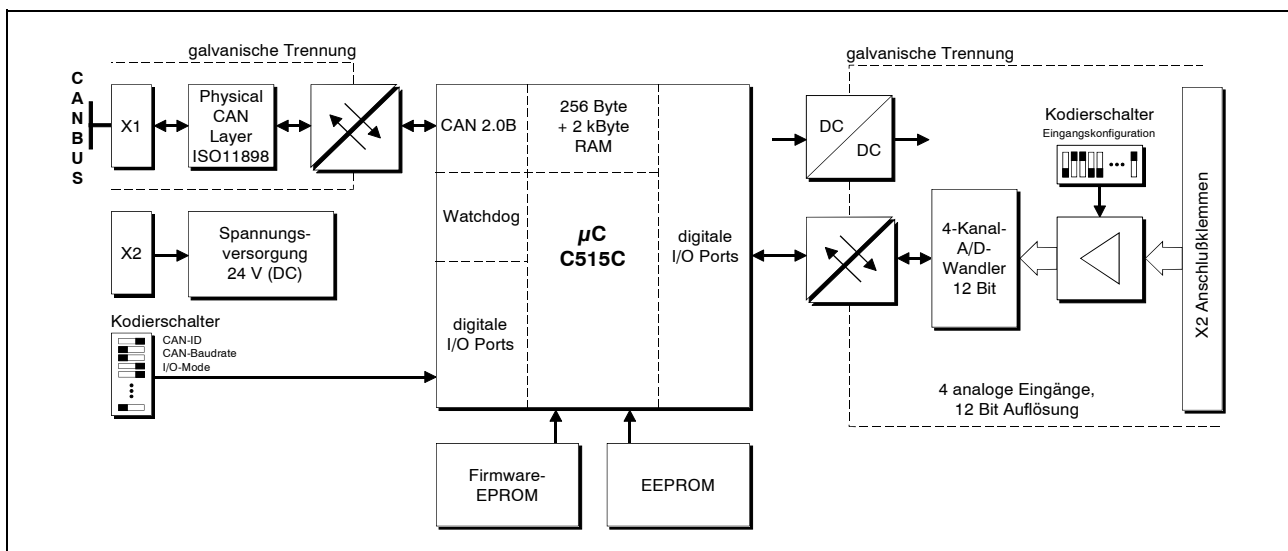 galvanische Trennung
CANBUS
X1
Physical
CAN
Layer
ISO11898
CAN 2.0B
256 Byte
+ 2 kByte
RAM
Watchdog
µC
C515C
digitale
I/O Ports
digitale
I/O Ports
X2
Spannungs-
versorgung
24 V (DC)
Kodierschalter
CAN-ID
CAN-Baudrate
I/O-Mode
Firmware-
EPROM
EEPROM
galvanische Trennung
DC
DC
Kodierschalter
Eingangskonfiguration
4-Kanal-
A/D-
Wandler
12 Bit
X2 Anschlußklemmen
4 analoge Eingänge,
12 Bit Auflösung